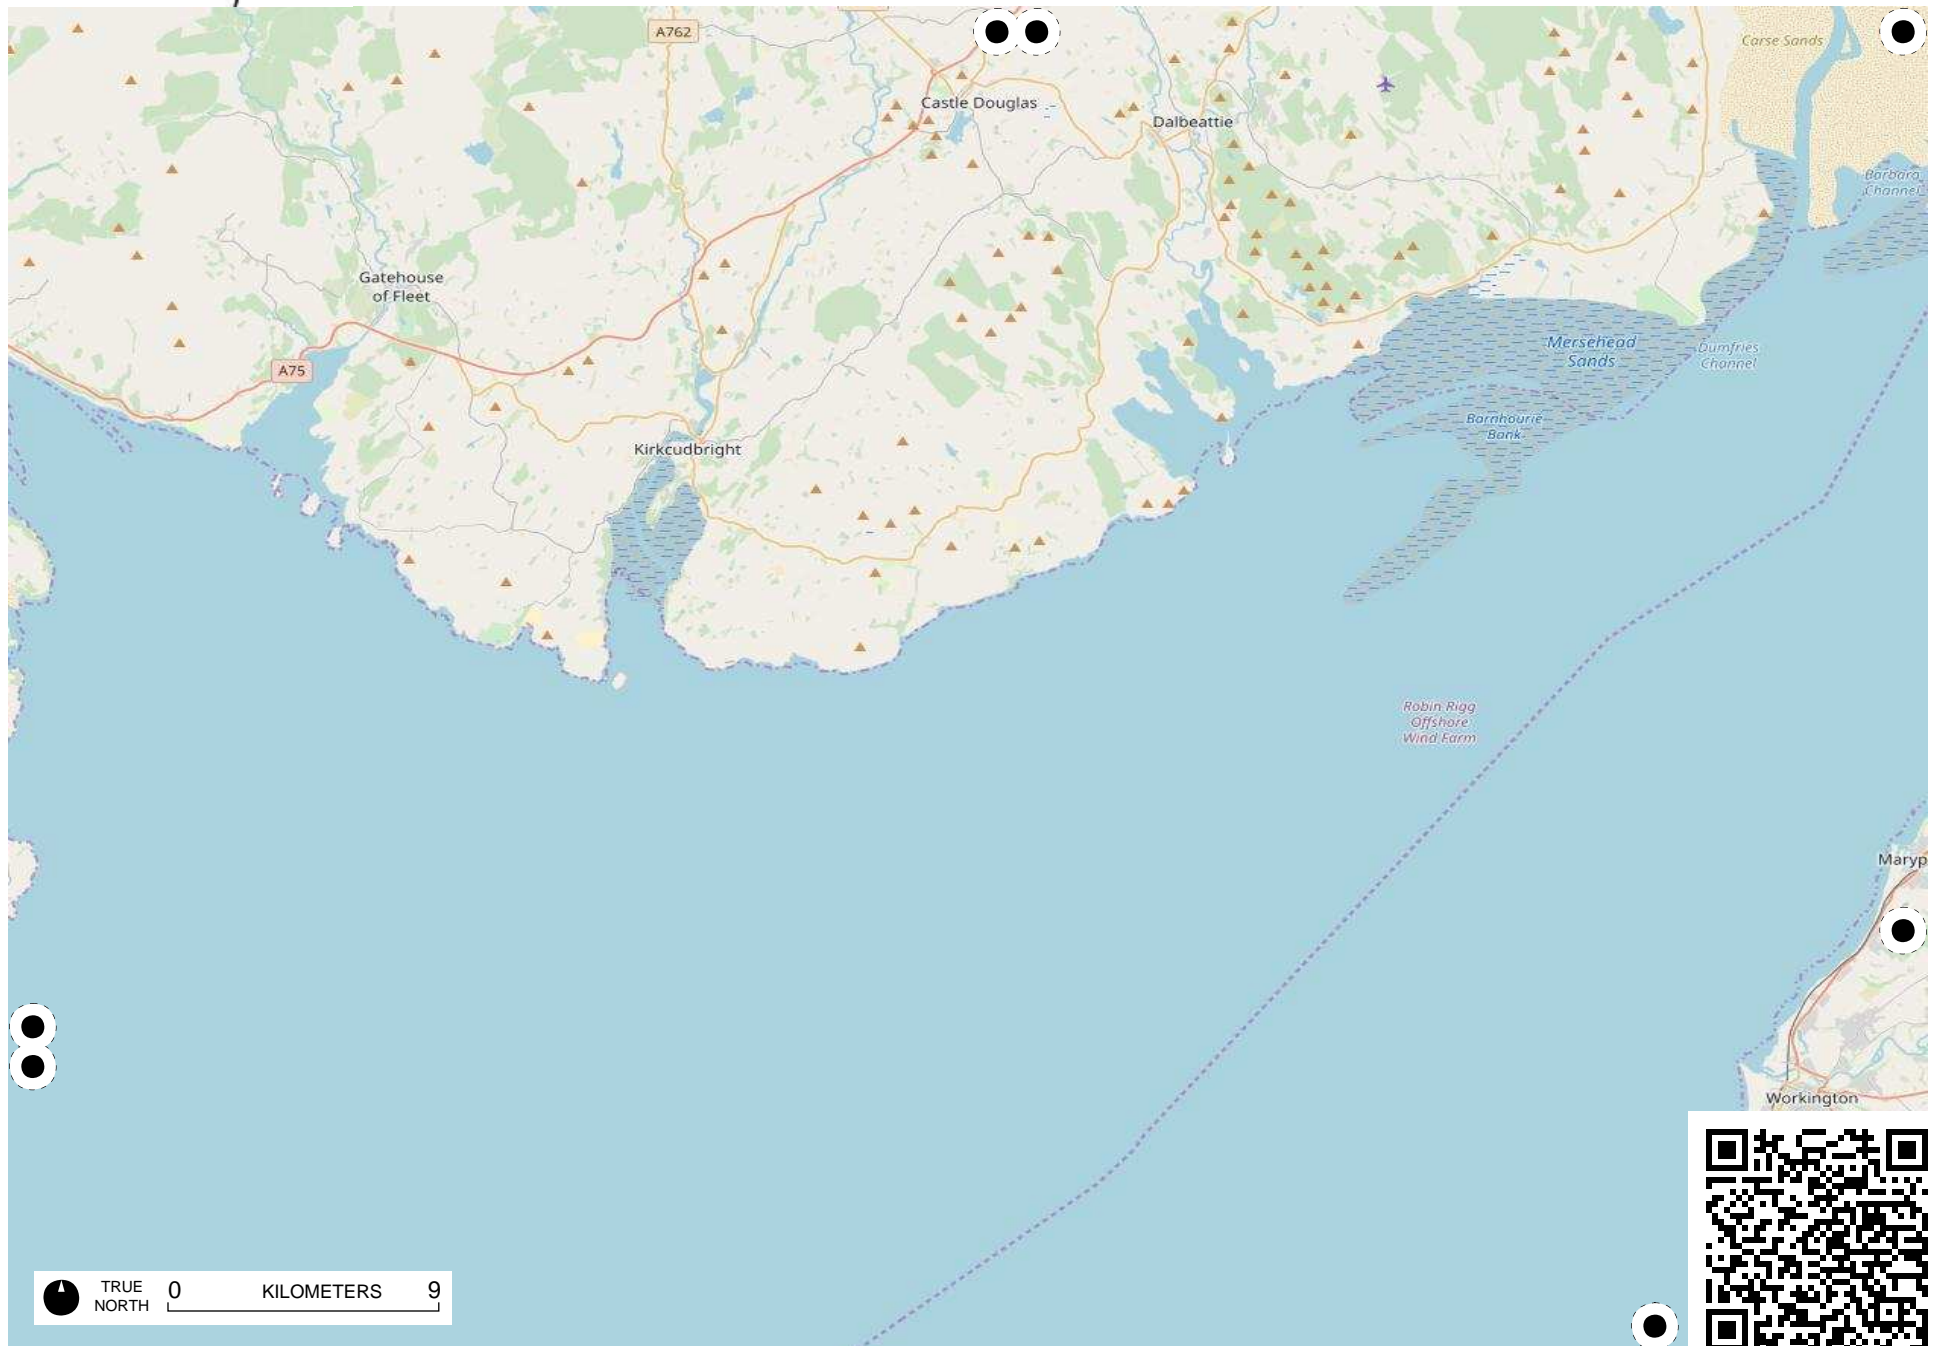 A762
Carse Sands
Castle Douglas
Dalbeattie
Barbara
Channel
Gatehouse
of Fleet
Mersehead
Sands
Dumfries
Channel
A75
Barnhourie
Bank
Kirkcudbright
Robin Rigg
Offshore
Wind Farm
Maryp
Workington
TRUE
NORTH
0 KILOMETERS 9